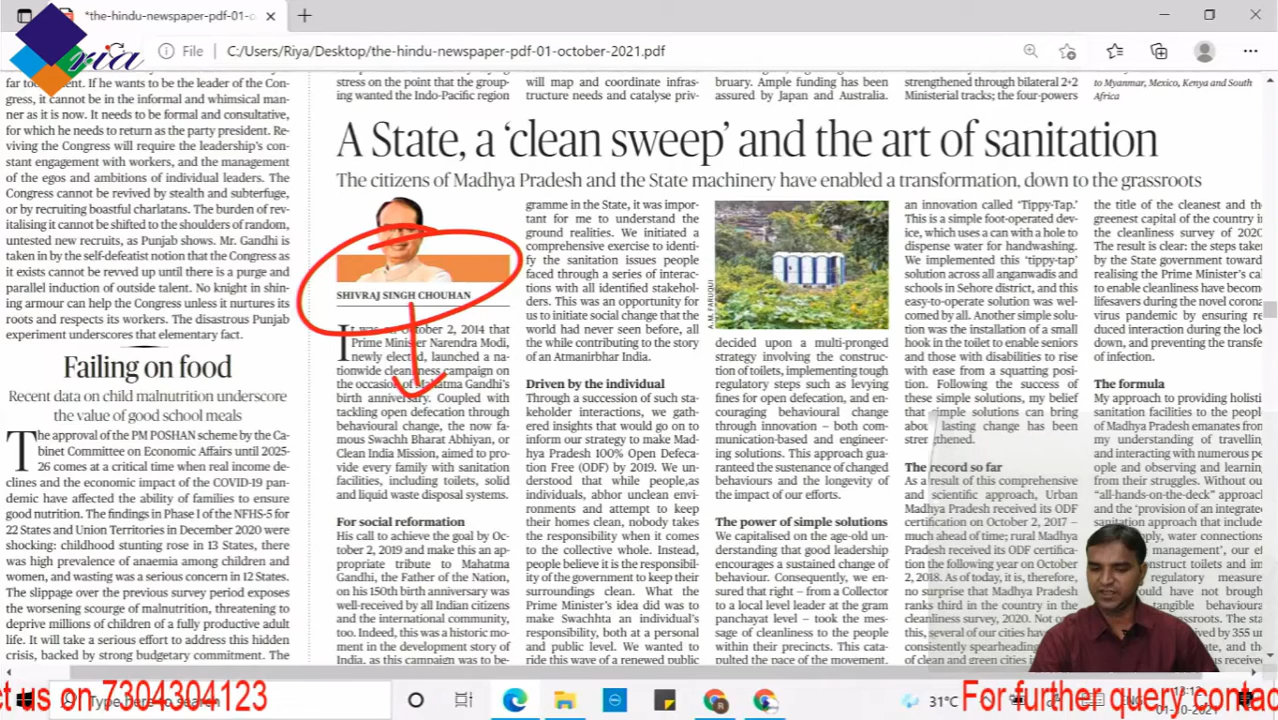 *the-hindu-newspaper-pdf-01-o
ria
File
C:/Users/Riya/Desktop/the-hindu-newspaper-pdf-01-october-2021.pdf
If he wants to be the leader of the Con-
gress, it cannot be in the informal and whimsical man-
ner as it is now. It needs to be formal and consultative,
for which he needs to return as the party president. Re-
viving the Congress will require the leadership's con-
stant engagement with workers, and the management
of the egos and ambitions of individual leaders. The
Congress cannot be revived by stealth and subterfuge,
or by recruiting boastful charlatans. The burden of rev-
italising it cannot be shifted to the shoulders of random,
untested new recruits, as Punjab shows. Mr. Gandhi is
taken in by the self-defeatist notion that the Congress as
it exists cannot be revved up until there is a purge and
parallel induction of outside talent. No knight in shin-
ing armour can help the Congress unless it nurtures its
roots and respects its workers. The disastrous Punjab
experiment underscores that elementary fact.
Failing on food
Recent data on child malnutrition underscore
the value of good school meals
The approval of the PM POSHAN scheme by the Ca-
binet Committee on Economic Affairs until 2025-
26 comes at a critical time when real income de-
clines and the economic impact of the COVID-19 pan-
demic have affected the ability of families to ensure
good nutrition. The findings in Phase I of the NFHS-5 for
22 States and Union Territories in December 2020 were
shocking: childhood stunting rose in 13 States, there
was high prevalence of anaemia among children and
women, and wasting was a serious concern in 12 States.
The slippage over the previous survey period exposes
the worsening scourge of malnutrition, threatening to
deprive millions of children of a fully productive adult
life. It will take a serious effort to address this hidden
crisis, backed by strong budgetary commitment. The
stress on the point that the group-
ing wanted the Indo-Pacific region
will map and coordinate infras-
tructure needs and catalyse priv-
bruary. Ample funding has been
assured by Japan and Australia.
strengthened through bilateral 2+2
Ministerial tracks; the four-powers
to Myanmar, Mexico, Kenya and South
Africa
A State, a 'clean sweep' and the art of sanitation
The citizens of Madhya Pradesh and the State machinery have enabled a transformation, down to the grassroots
SHIVRAJ SINGH CHOUHAN
It was on October 2, 2014 that
Prime Minister Narendra Modi,
newly elected, launched a na-
tionwide cleanliness campaign on
the occasion of Mahatma Gandhi's
birth anniversary. Coupled with
tackling open defecation through
behavioural change, the now fa-
mous Swachh Bharat Abhiyan, or
Clean India Mission, aimed to pro-
vide every family with sanitation
facilities, including toilets, solid
and liquid waste disposal systems.
For social reformation
His call to achieve the goal by Oc-
tober 2, 2019 and make this an ap-
propriate tribute to Mahatma
Gandhi, the Father of the Nation,
on his 150th birth anniversary was
well-received by all Indian citizens
and the international community,
too. Indeed, this was a historic mo-
ment in the development story of
India, as this campaign was to be-
gramme in the State, it was impor-
tant for me to understand the
ground realities. We initiated a
comprehensive exercise to identi-
fy the sanitation issues people
faced through a series of interac-
tions with all identified stakehol-
ders. This was an opportunity for
us to initiate social change that the
world had never seen before, all
the while contributing to the story
of an Atmanirbhar India.
Driven by the individual
Through a succession of such sta-
keholder interactions, we gath-
ered insights that would go on to
inform our strategy to make Mad-
hya Pradesh 100% Open Defeca-
tion Free (ODF) by 2019. We un-
derstood that while people,as
individuals, abhor unclean envi-
ronments and attempt to keep
their homes clean, nobody takes
the responsibility when it comes
to the collective whole. Instead,
people believe it is the responsibil-
ity of the government to keep their
surroundings clean. What the
Prime Minister's idea did was to
make Swachhta an individual's
responsibility, both at a personal
and public level. We wanted to
ride this wave of a renewed public
A.M. FARUQUI
decided upon a multi-pronged
strategy involving the construc-
tion of toilets, implementing tough
regulatory steps such as levying
fines for open defecation, and en-
couraging behavioural change
through innovation – both com-
munication-based and engineer-
ing solutions. This approach gua-
ranteed the sustenance of changed
behaviours and the longevity of
the impact of our efforts.
The power of simple solutions
We capitalised on the age-old un-
derstanding that good leadership
encourages a sustained change of
behaviour. Consequently, we en-
sured that right – from a Collector
to a local level leader at the gram
panchayat level – took the mes-
sage of cleanliness to the people
within their precincts. This cata-
pulted the pace of the movement.
an innovation called 'Tippy-Tap.'
This is a simple foot-operated dev-
ice, which uses a can with a hole to
dispense water for handwashing.
We implemented this 'tippy-tap'
solution across all anganwadis and
schools in Sehore district, and this
easy-to-operate solution was wel-
comed by all. Another simple solu-
tion was the installation of a small
hook in the toilet to enable seniors
and those with disabilities to rise
with ease from a squatting posi-
tion. Following the success of
these simple solutions, my belief
that simple solutions can bring
lasting change has been
The record so far
As a result of this comprehensive
and scientific approach, Urban
Madhya Pradesh received its ODF
certification on October 2, 2017 –
much ahead of time; rural Madhya
Pradesh received its ODF certifica-
tion the following year on October
2, 2018. As of today, it is, therefore,
no surprise that Madhya Pradesh
ranks third in the country in the
cleanliness survey, 2020. Not on
this, several of our cities have
consistently spearheading
of clean and green cities
the title of the cleanest and the
greenest capital of the country in
the cleanliness survey of 2020
The result is clear: the steps taken
by the State government toward
realising the Prime Minister's ca
to enable cleanliness have become
lifesavers during the novel corona
virus pandemic by ensuring re
duced interaction during the lock
down, and preventing the transfe
of infection.
The formula
My approach to providing holisti
sanitation facilities to the people
of Madhya Pradesh emanates from
my understanding of travellin
and interacting with numerous pe
ople and observing and learnin
from their struggles. Without ou
"all-hands-on-the-deck" approach
and the 'provision of an integrate
sanitation approach that include
water connections
management', our
construct toilets and
regulatory measure
would have not brough
tangible behavioura
by 355 u
Type here to search
31°C
ENG
01-10-2021
ct us on 7304304123
For further query contac